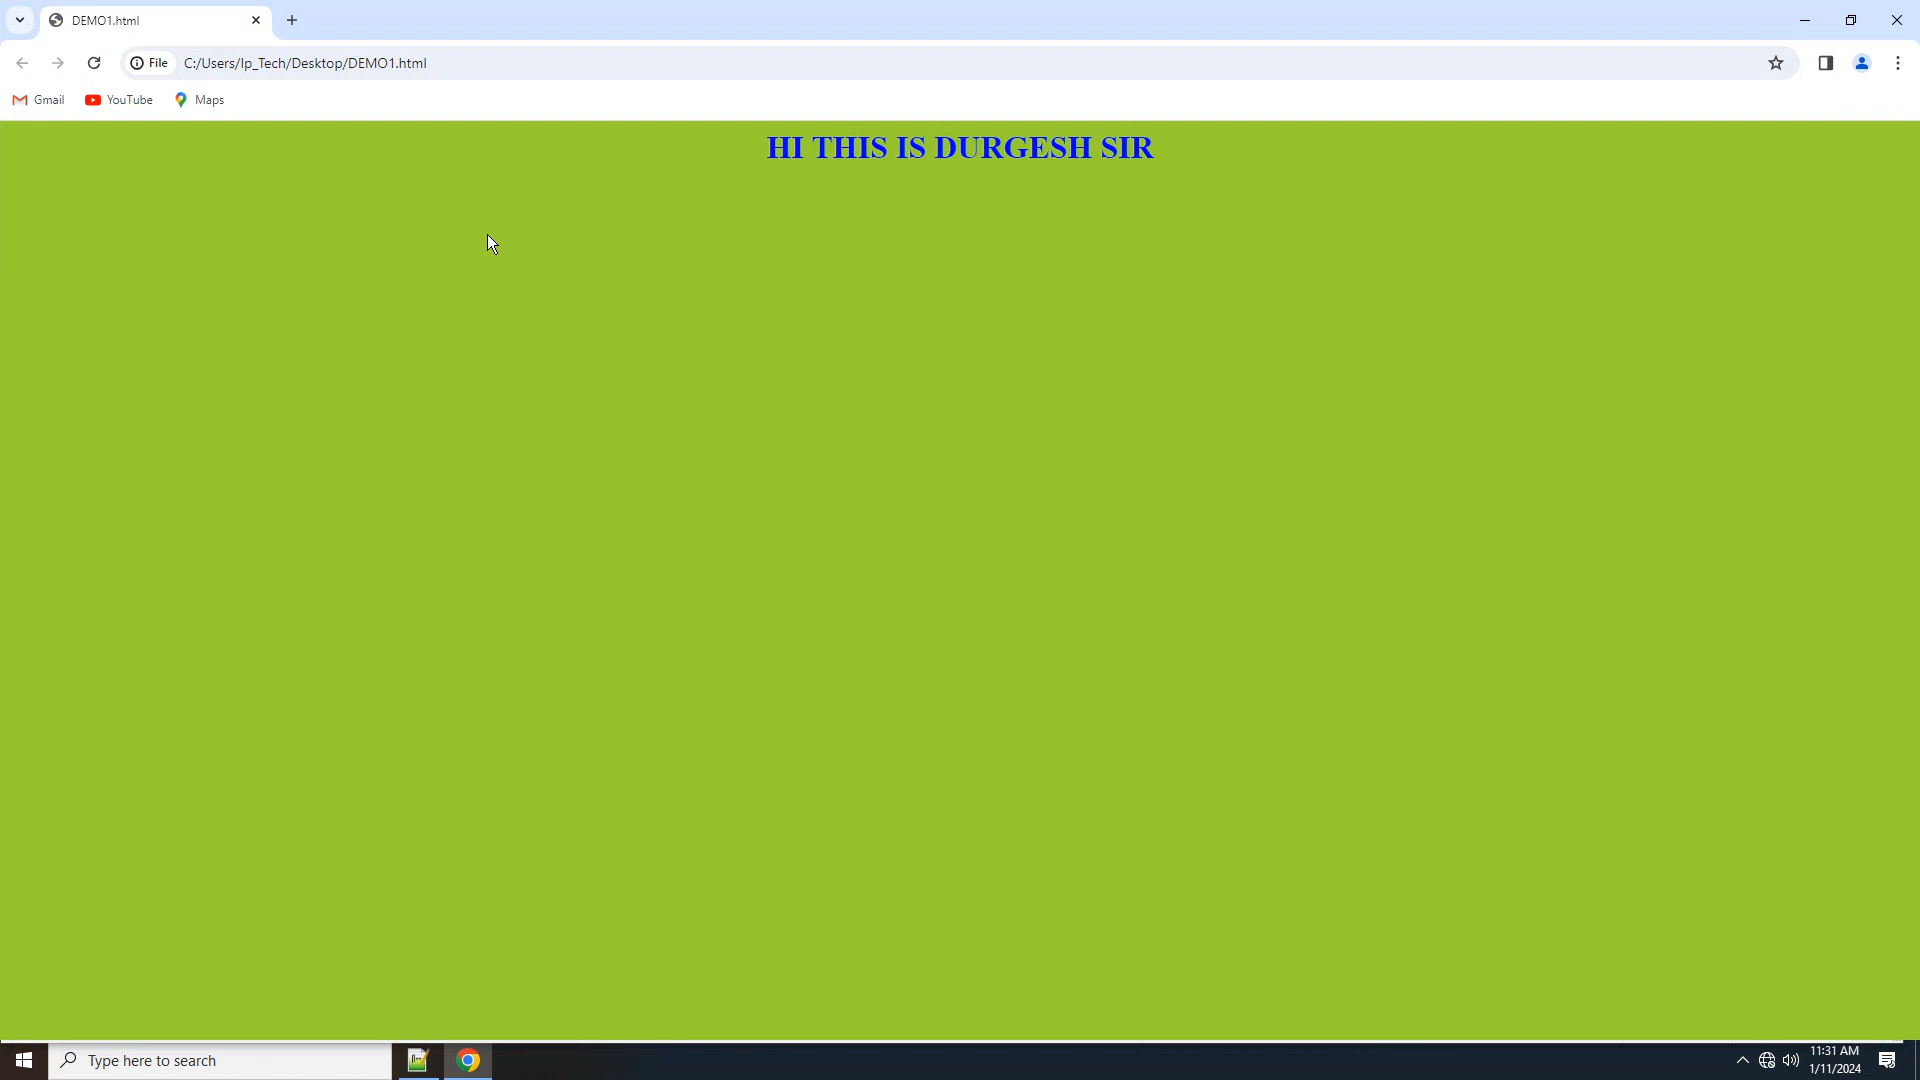 DEMO1.html
File C:/Users/Ip_Tech/Desktop/DEMO1.html
Gmail YouTube Maps
HI THIS IS DURGESH SIR
Type here to search
11:31 AM
1/11/2024